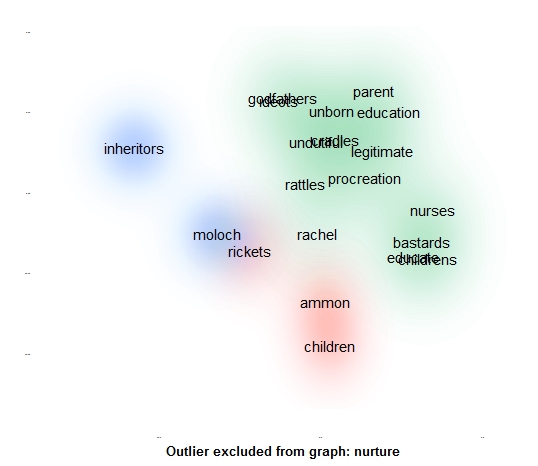 parent
godfathers
ideots
unborn
education
cradles
undutiful
inheritors
legitimate
procreation
rattles
nurses
moloch
rachel
bastards
rickets
educate
childrens
ammon
children
Outlier excluded from graph: nurture